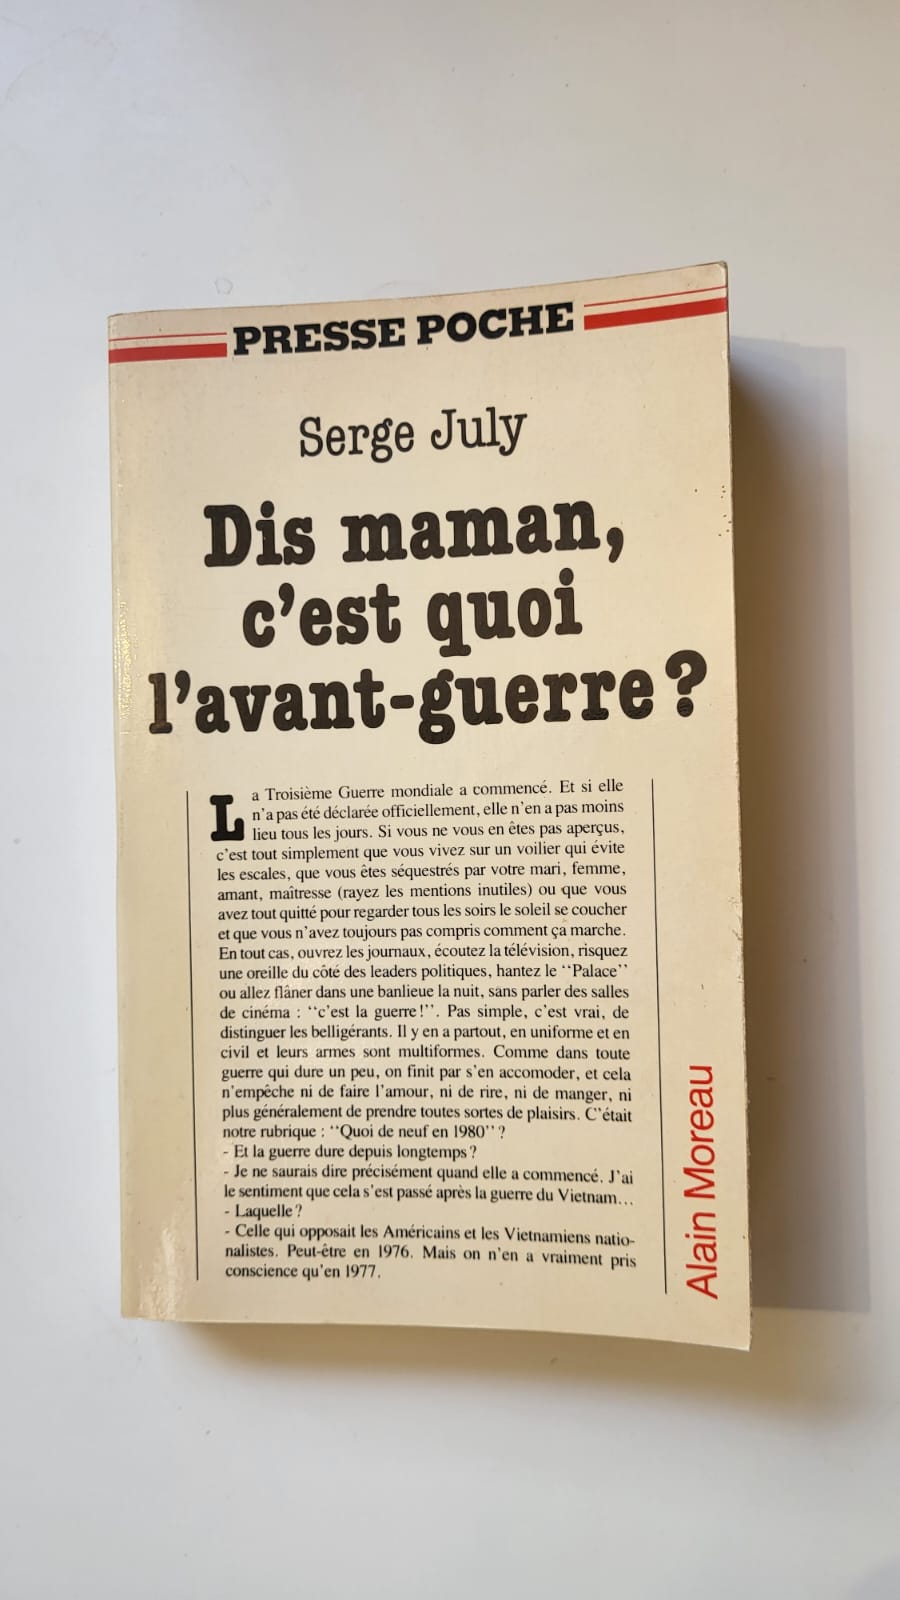 PRESSE POCHE
Serge July
Dis maman,
c'est quoi
l'avant-guerre?
La Troisième Guerre mondiale a commencé. Et si elle
n'a pas été déclarée officiellement, elle n'en a pas moins
lieu tous les jours. Si vous ne vous en êtes pas aperçus,
c'est tout simplement que vous vivez sur un voilier qui évite
les escales, que vous êtes séquestrés par votre mari, femme,
amant, maîtresse (rayez les mentions inutiles) ou que vous
avez tout quitté pour regarder tous les soirs le soleil se coucher
et que vous n'avez toujours pas compris comment ça marche.
En tout cas, ouvrez les journaux, écoutez la télévision, risquez
une oreille du côté des leaders politiques, hantez le ‘‘Palace’’
ou allez flâner dans une banlieue la nuit, sans parler des salles
de cinéma : ‘‘c'est la guerre!’’. Pas simple, c'est vrai, de
distinguer les belligérants. Il y en a partout, en uniforme et en
civil et leurs armes sont multiformes. Comme dans toute
guerre qui dure un peu, on finit par s'en accomoder, et cela
n'empêche ni de faire l'amour, ni de rire, ni de manger, ni
plus généralement de prendre toutes sortes de plaisirs. C'était
notre rubrique : ‘‘Quoi de neuf en 1980’’?
- Et la guerre dure depuis longtemps?
- Je ne saurais dire précisément quand elle a commencé. J'ai
le sentiment que cela s'est passé après la guerre du Vietnam...
- Laquelle?
- Celle qui opposait les Américains et les Vietnamiens natio-
nalistes. Peut-être en 1976. Mais on n'en a vraiment pris
conscience qu'en 1977.
Alain Moreau